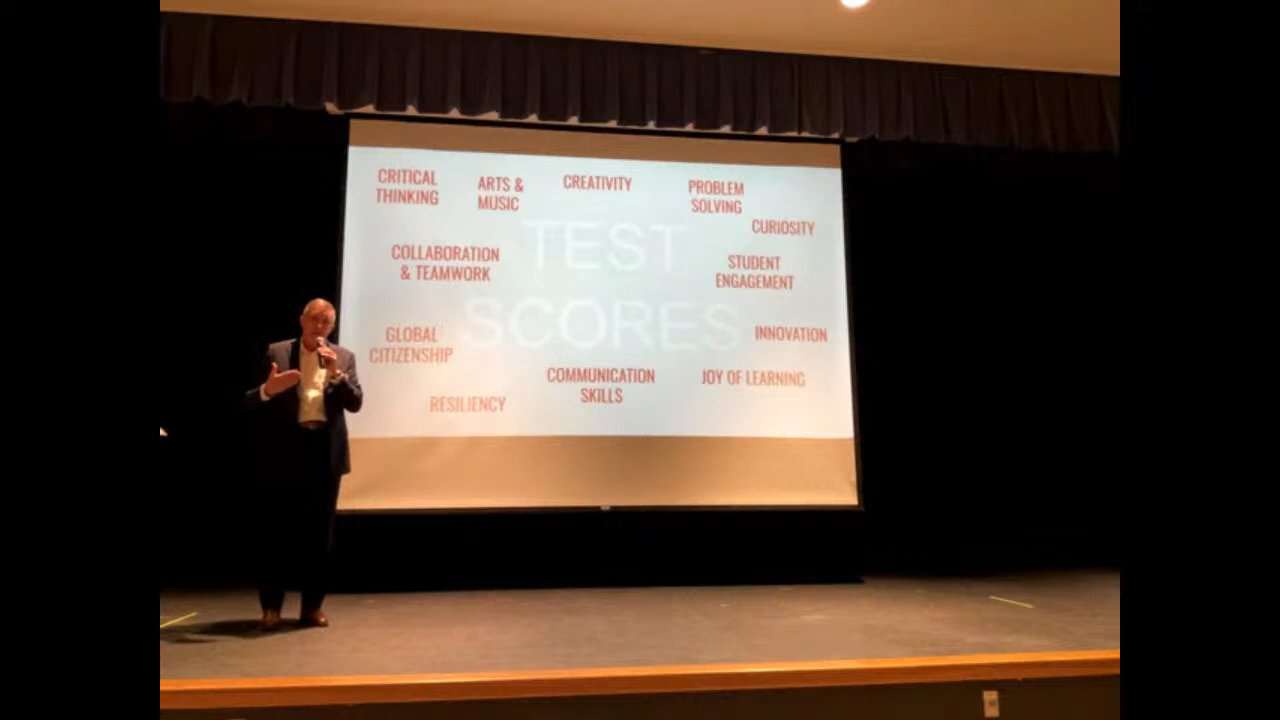 CRITICAL
THINKING
ARTS &
MUSIC
CREATIVITY
PROBLEM
SOLVING
CURIOSITY
COLLABORATION
& TEAMWORK
TEST
SCORES
STUDENT
ENGAGEMENT
GLOBAL
CITIZENSHIP
INNOVATION
COMMUNICATION
SKILLS
JOY OF LEARNING
RESILIENCY